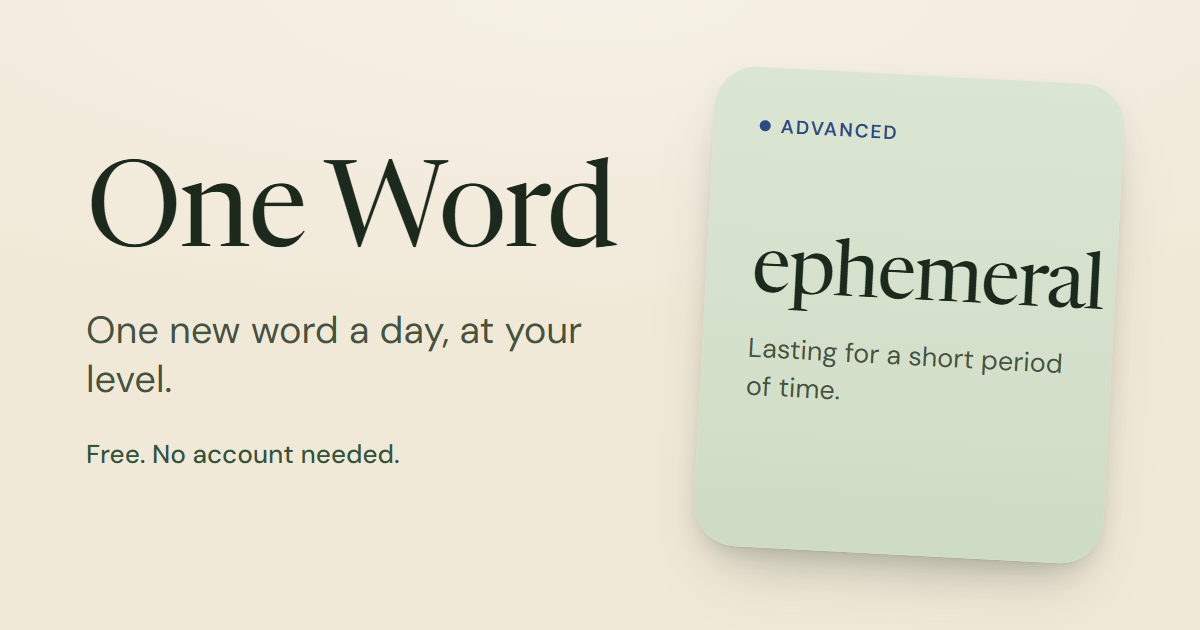 One Word
One new word a day, at your
level.
Free. No account needed.
ADVANCED
ephemeral
Lasting for a short period
of time.